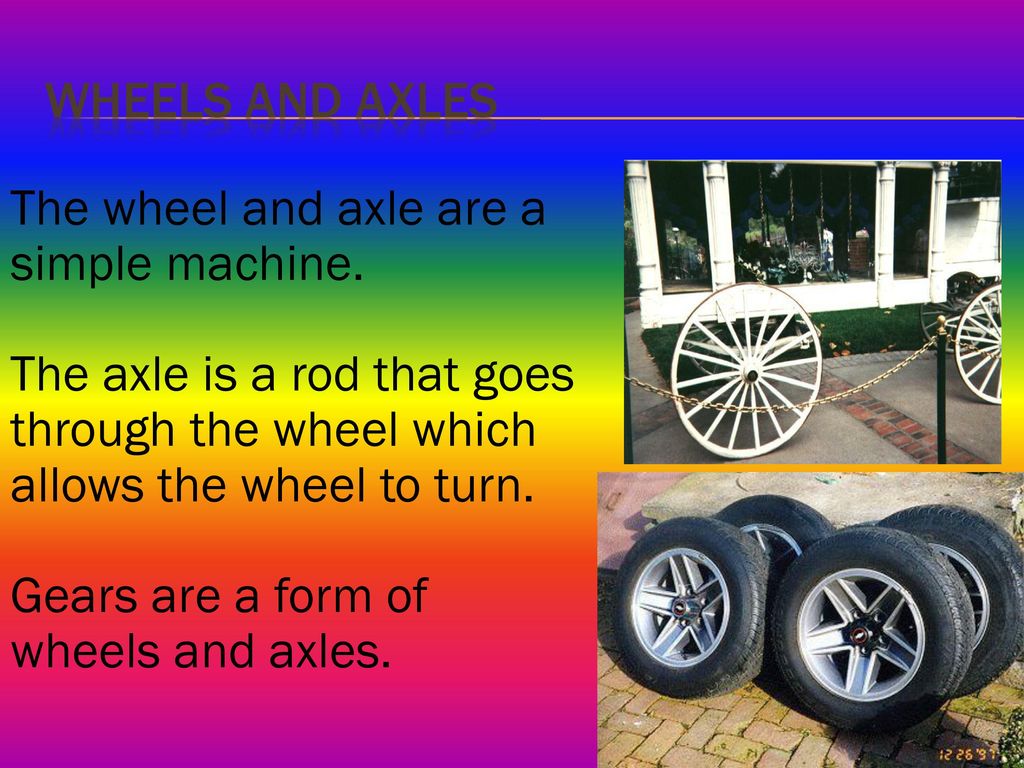 WHEELS AND AXLES
The wheel and axle are a
simple machine.
The axle is a rod that goes
through the wheel which
allows the wheel to turn.
Gears are a form of
wheels and axles.
12 26 '97